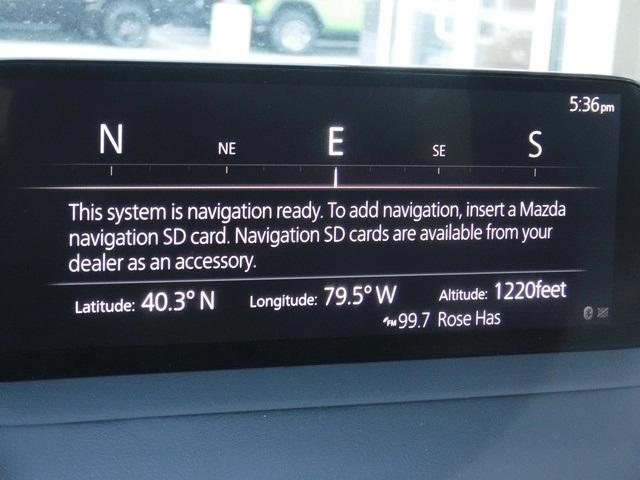 5:36pm
N NE E SE S
This system is navigation ready. To add navigation, insert a Mazda
navigation SD card. Navigation SD cards are available from your
dealer as an accessory.
Latitude: 40.3° N Longitude: 79.5° W Altitude: 1220feet
FM 99.7 Rose Has